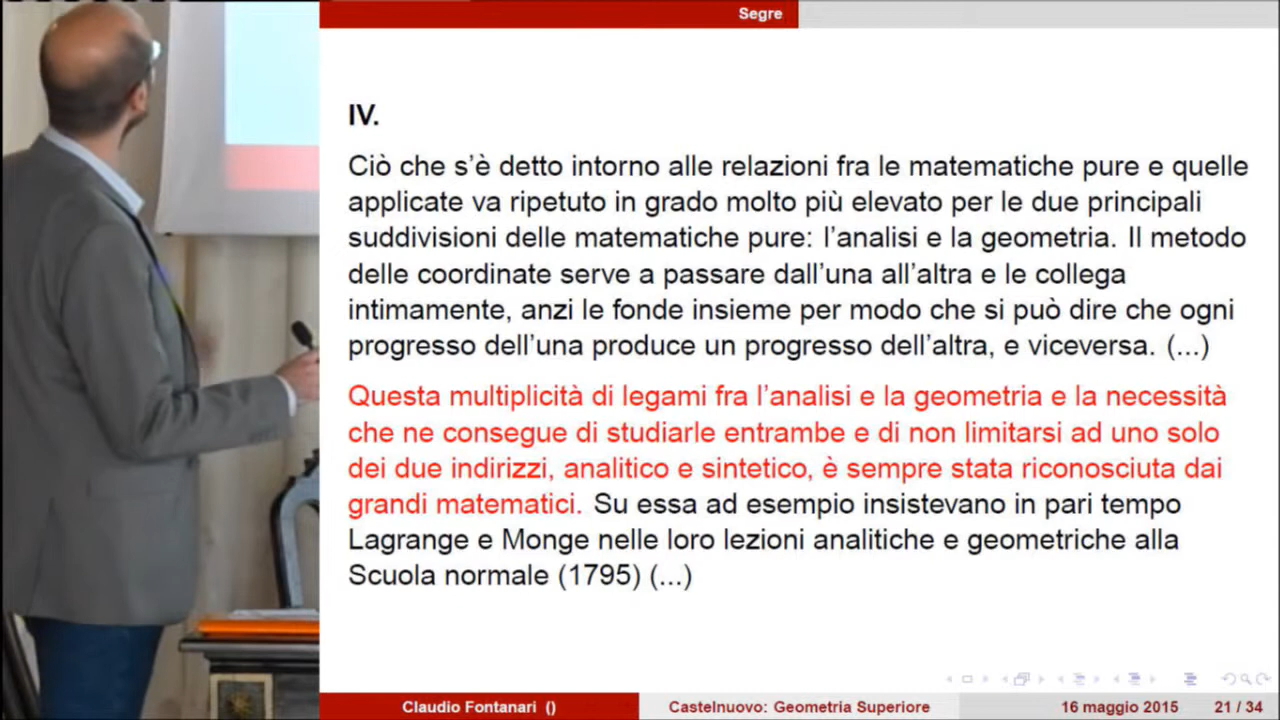 Segre
IV.
Ciò che s'è detto intorno alle relazioni fra le matematiche pure e quelle
applicate va ripetuto in grado molto più elevato per le due principali
suddivisioni delle matematiche pure: l'analisi e la geometria. Il metodo
delle coordinate serve a passare dall'una all'altra e le collega
intimamente, anzi le fonde insieme per modo che si può dire che ogni
progresso dell'una produce un progresso dell'altra, e viceversa. (...)
Questa multiplicità di legami fra l'analisi e la geometria e la necessità
che ne consegue di studiarle entrambe e di non limitarsi ad uno solo
dei due indirizzi, analitico e sintetico, è sempre stata riconosciuta dai
grandi matematici. Su essa ad esempio insistevano in pari tempo
Lagrange e Monge nelle loro lezioni analitiche e geometriche alla
Scuola normale (1795) (...)
Claudio Fontanari () Castelnuovo: Geometria Superiore 16 maggio 2015 21 / 34